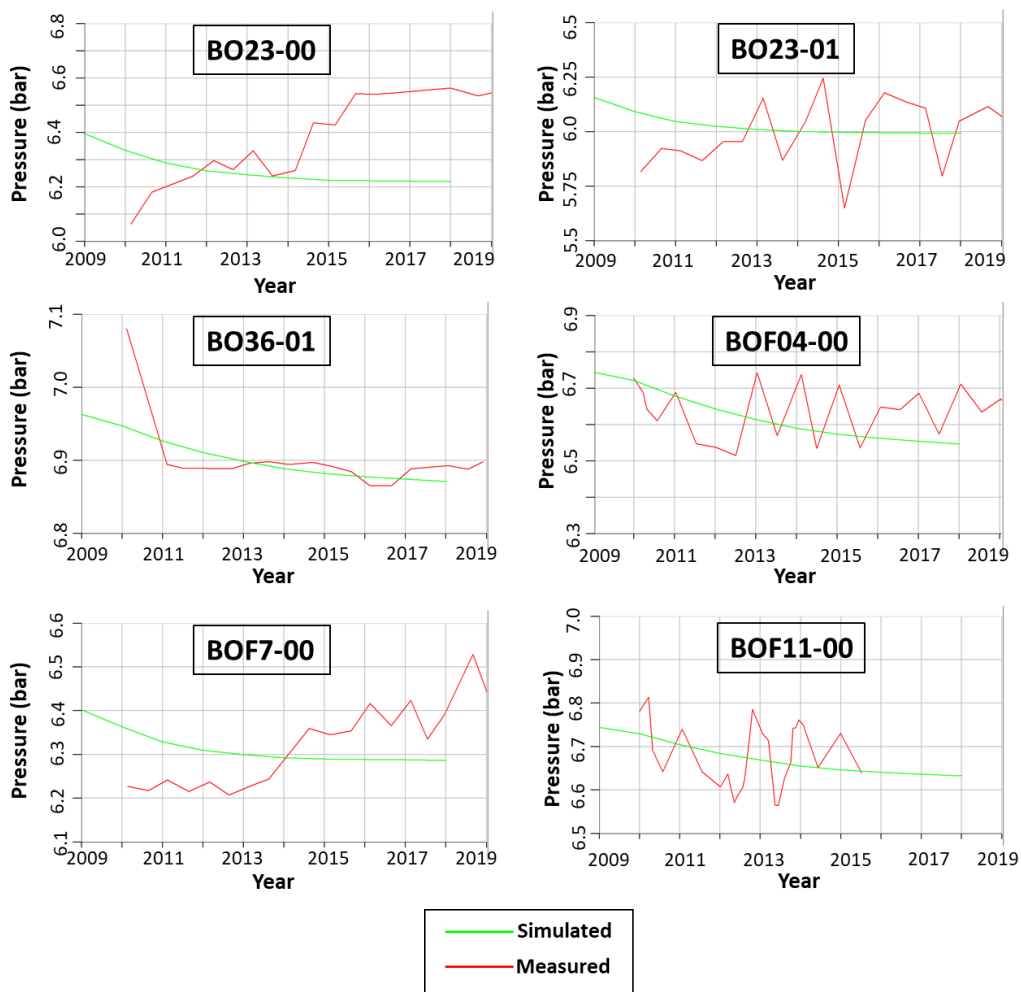 BO23-00
Pressure (bar)
6.8
6.6
6.4
6.2
6.0
2009 2011 2013 2015 2017 2019
Year
BO23-01
Pressure (bar)
6.5
6.25
6.0
5.75
5.5
2009 2011 2013 2015 2017 2019
Year
BO36-01
Pressure (bar)
7.1
7.0
6.9
6.8
2009 2011 2013 2015 2017 2019
Year
BOF04-00
Pressure (bar)
6.9
6.7
6.5
6.3
2009 2011 2013 2015 2017 2019
Year
BOF7-00
Pressure (bar)
6.6
6.5
6.4
6.3
6.2
6.1
2009 2011 2013 2015 2017 2019
Year
BOF11-00
Pressure (bar)
7.0
6.9
6.8
6.7
6.6
6.5
2009 2011 2013 2015 2017 2019
Year
Simulated
Measured